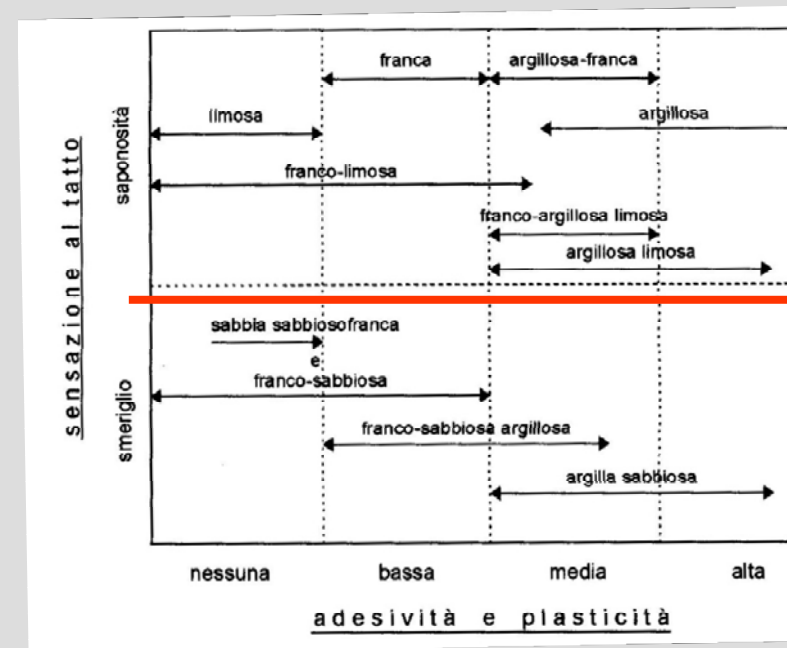 franca
argillosa-franca
limosa
argillosa
franco-limosa
franco-argillosa limosa
argillosa limosa
sabbia sabbiosofranca
e
franco-sabbiosa
franco-sabbiosa argillosa
argilla sabbiosa
sensazione al tatto
saponosità
smeriglio
nessuna
bassa
media
alta
adesività e plasticità